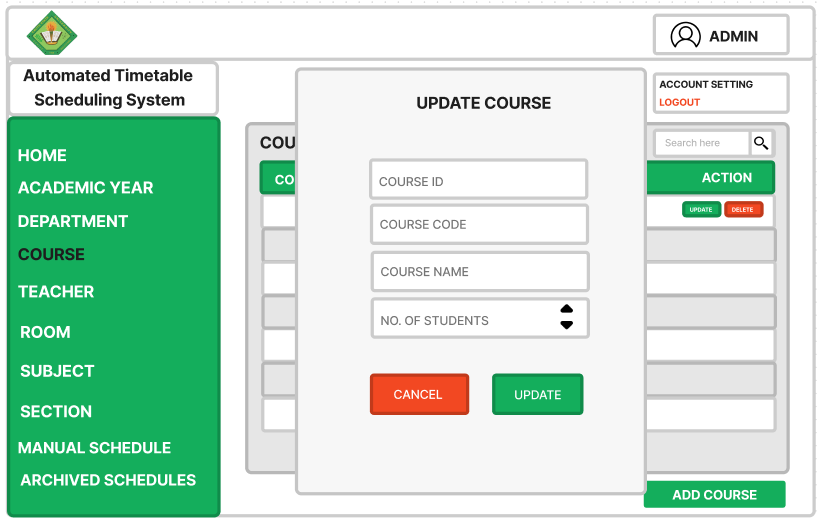 ADMIN
Automated Timetable
Scheduling System
ACCOUNT SETTING
LOGOUT
HOME
ACADEMIC YEAR
DEPARTMENT
COURSE
TEACHER
ROOM
SUBJECT
SECTION
MANUAL SCHEDULE
ARCHIVED SCHEDULES
COU
Search here
CO
ACTION
UPDATE
DELETE
UPDATE COURSE
COURSE ID
COURSE CODE
COURSE NAME
NO. OF STUDENTS
CANCEL
UPDATE
ADD COURSE